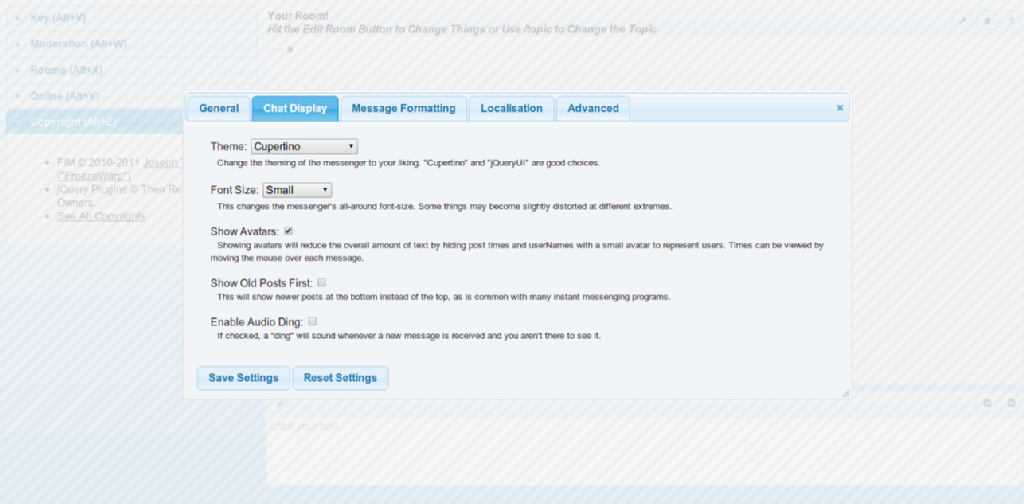 Key (Alt+V)
Moderation (Alt+W)
Rooms (Alt+X)
Online (Alt+Y)
Copyright (Alt+Z)
FIM © 2010-2011 Joseph
("FreezeWarp")
jQuery Plugins © Their Re
Owners.
See All Copyrights
Your Room!
Hit the Edit Room Button to Change Things or Use /topic to Change the Topic
General
Chat Display
Message Formatting
Localisation
Advanced
Theme: Cupertino
Change the theming of the messenger to your liking. "Cupertino" and "jQueryUI" are good choices.
Font Size: Small
This changes the messenger's all-around font-size. Some things may become slightly distorted at different extremes.
Show Avatars:
Showing avatars will reduce the overall amount of text by hiding post times and userNames with a small avatar to represent users. Times can be viewed by
moving the mouse over each message.
Show Old Posts First:
This will show newer posts at the bottom instead of the top, as is common with many instant messenging programs.
Enable Audio Ding:
If checked, a "ding" will sound whenever a new message is received and you aren't there to see it.
Save Settings
Reset Settings
Enter your text.